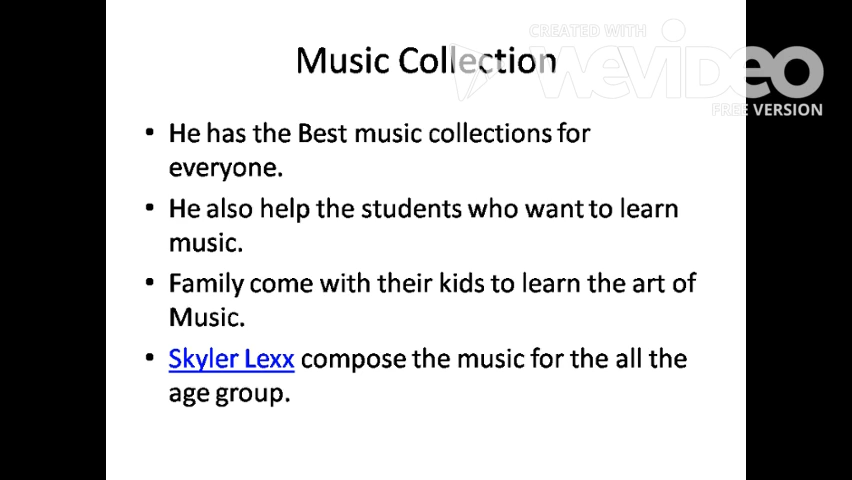 CREATED WITH
WeVideo
FREE VERSION
Music Collection
• He has the Best music collections for
everyone.
• He also help the students who want to learn
music.
• Family come with their kids to learn the art of
Music.
• Skyler Lexx compose the music for the all the
age group.